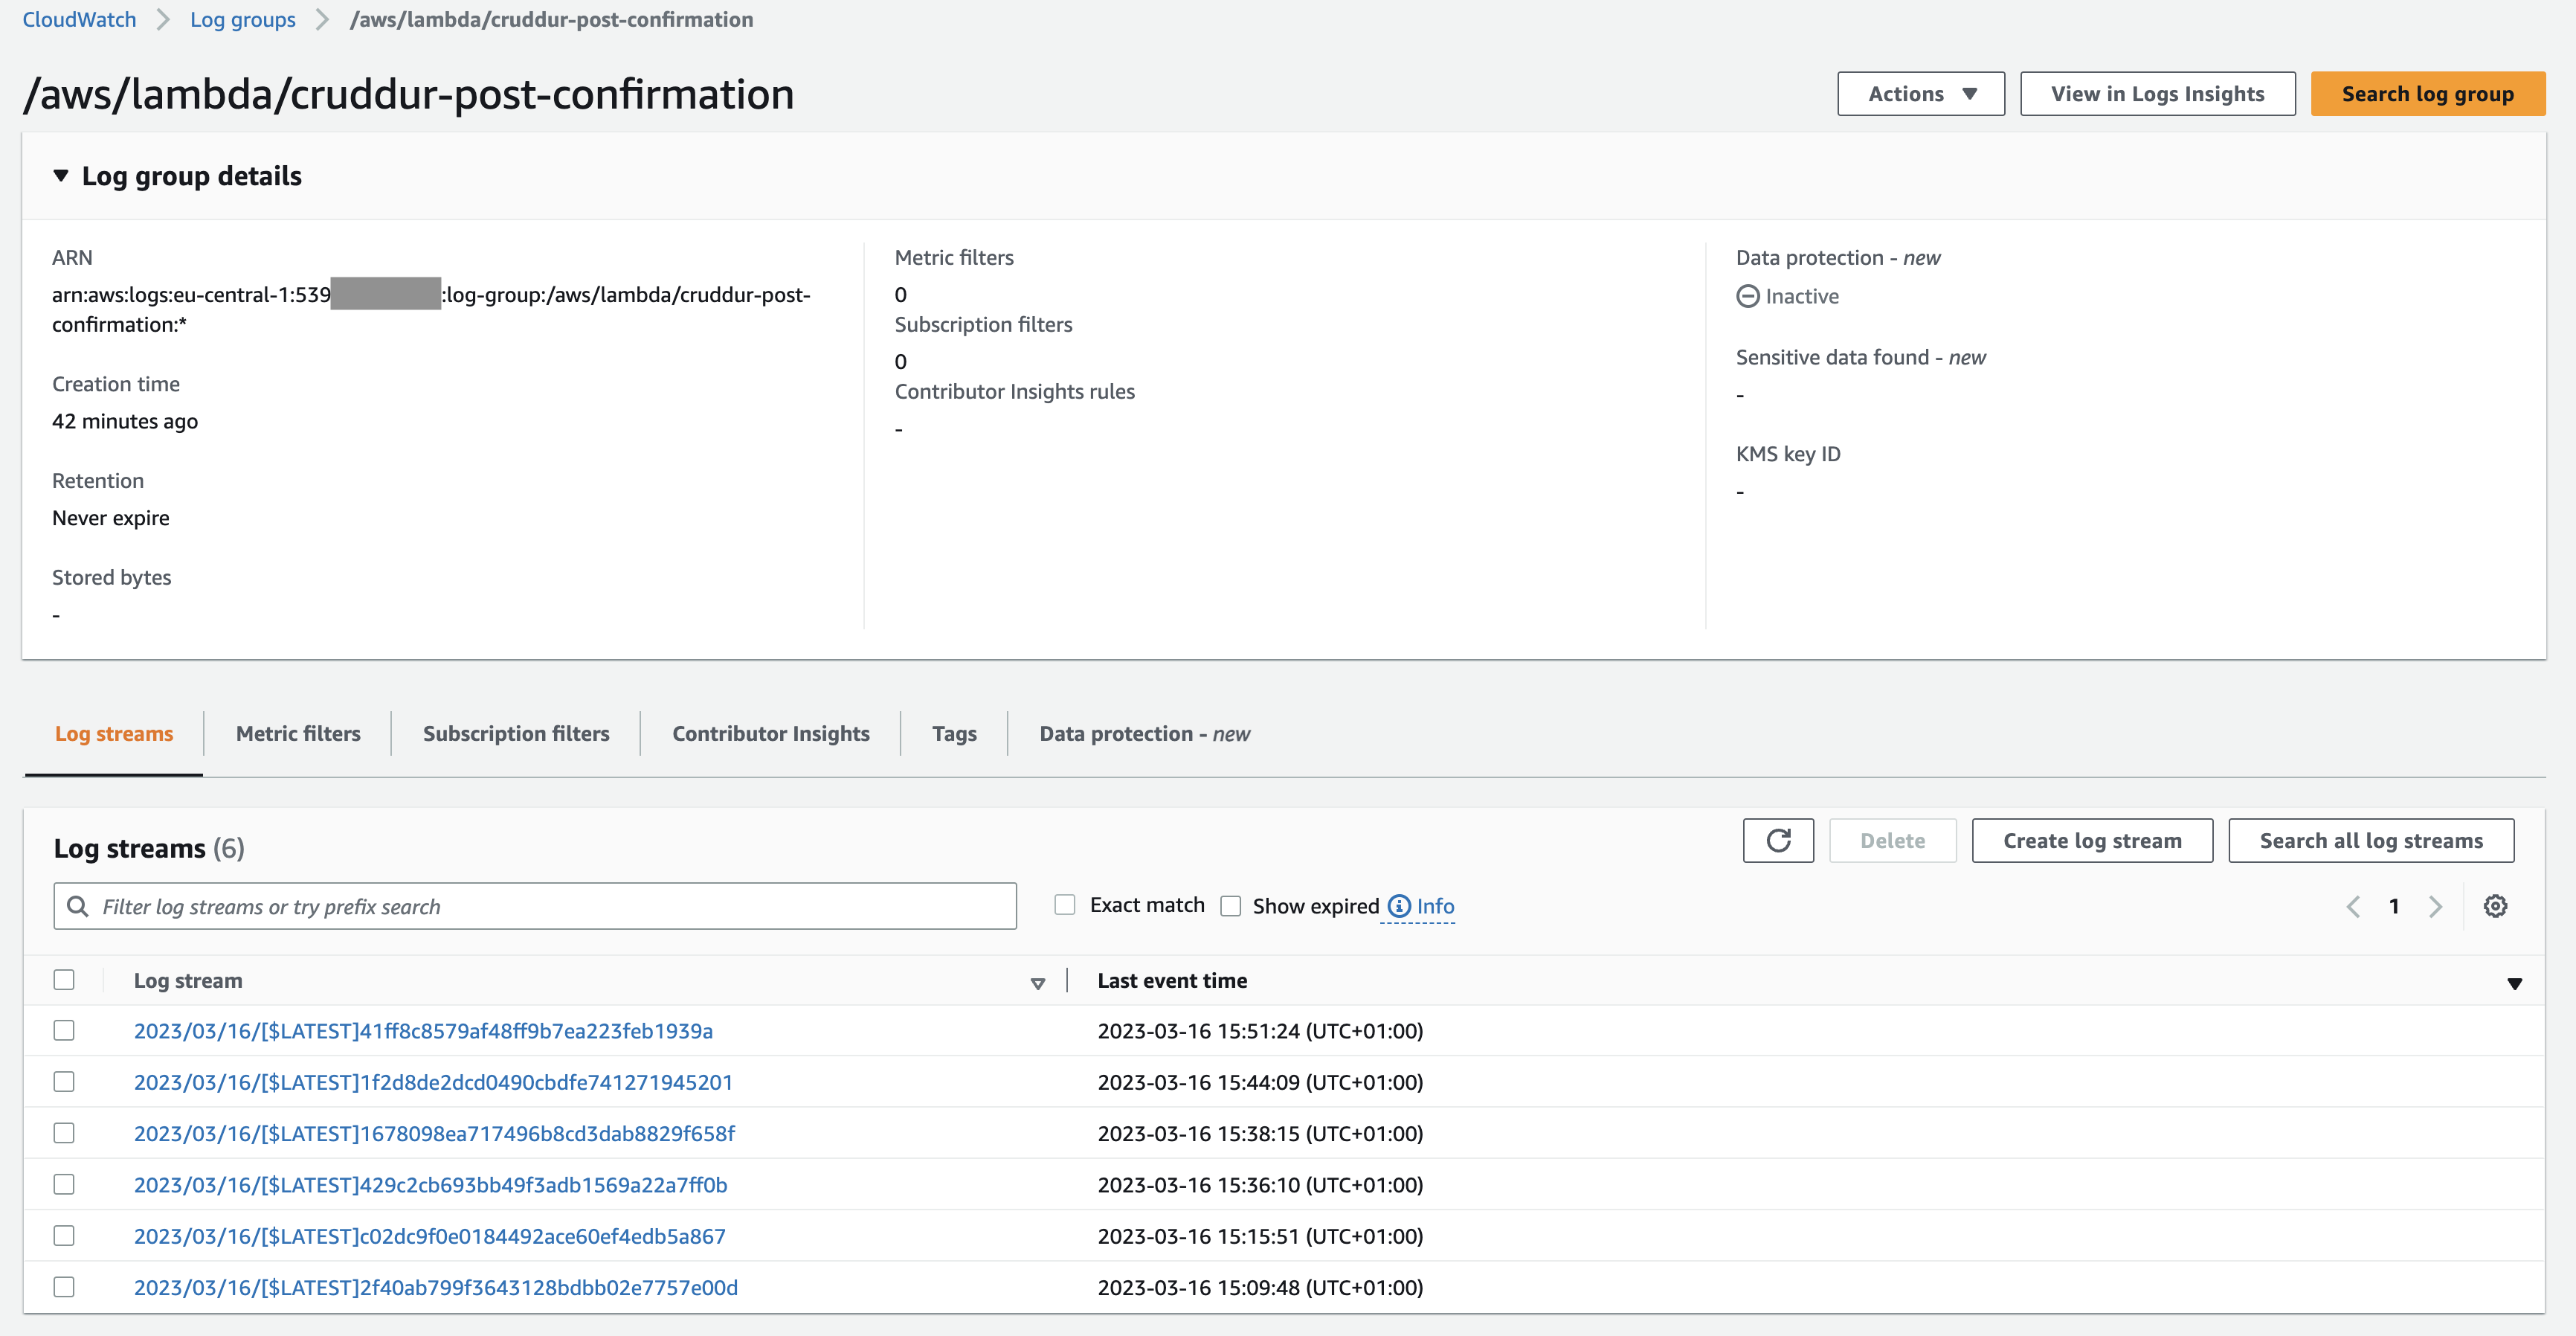 CloudWatch > Log groups > /aws/lambda/cruddur-post-confirmation
/aws/lambda/cruddur-post-confirmation
Actions
View in Logs Insights
Search log group
Log group details
ARN
arn:aws:logs:eu-central-1:539 :log-group:/aws/lambda/cruddur-post-
confirmation:*
Creation time
42 minutes ago
Retention
Never expire
Stored bytes
-
Metric filters
0
Subscription filters
0
Contributor Insights rules
-
Data protection - new
Inactive
Sensitive data found - new
-
KMS key ID
-
Log streams
Metric filters
Subscription filters
Contributor Insights
Tags
Data protection - new
Log streams (6)
Delete
Create log stream
Search all log streams
Filter log streams or try prefix search
Exact match
Show expired
Info
1
Log stream
Last event time
2023/03/16/[$LATEST]41ff8c8579af48ff9b7ea223feb1939a 2023-03-16 15:51:24 (UTC+01:00)
2023/03/16/[$LATEST]1f2d8de2dcd0490cbdfe741271945201 2023-03-16 15:44:09 (UTC+01:00)
2023/03/16/[$LATEST]1678098ea717496b8cd3dab8829f658f 2023-03-16 15:38:15 (UTC+01:00)
2023/03/16/[$LATEST]429c2cb693bb49f3adb1569a22a7ff0b 2023-03-16 15:36:10 (UTC+01:00)
2023/03/16/[$LATEST]c02dc9f0e0184492ace60ef4edb5a867 2023-03-16 15:15:51 (UTC+01:00)
2023/03/16/[$LATEST]2f40ab799f3643128bdbb02e7757e00d 2023-03-16 15:09:48 (UTC+01:00)